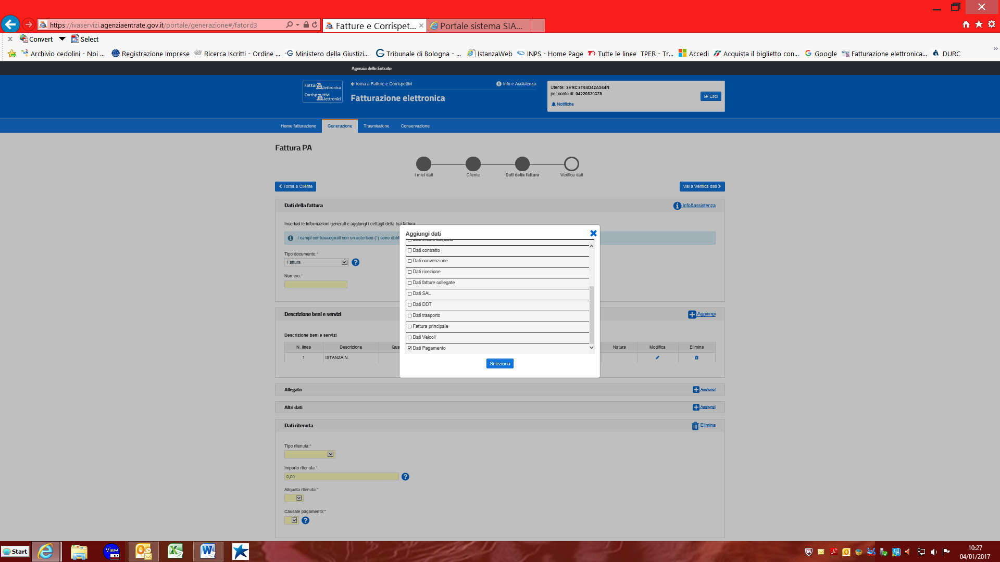 https://ivaservizi.agenziaentrate.gov.it/portale/generazione#/fatord3
Fatture e Corrispet...
Portale sistema SIA...
Convert
Select
Archivio cedolini - Noi ...
Registrazione Imprese
Ricerca Iscritti - Ordine ...
Ministero della Giustizi...
Tribunale di Bologna - ...
IstanzaWeb
INPS - Home Page
Tutte le linee TPER - Tr...
Accedi
Acquista il biglietto con...
Google
Fatturazione elettronica...
DURC
Agenzia delle Entrate
Fattur@ Elettronica
Corrispettivi Elettronici
torna a Fatture e Corrispettivi
Info e Assistenza
Fatturazione elettronica
Utente: SVRCST64D42A944N
per conto di: 04220820379
Notifiche
Esci
Home fatturazione
Generazione
Trasmissione
Conservazione
Fattura PA
I miei dati
Cliente
Dati della fattura
Verifica dati
Torna a Cliente
Vai a Verifica dati
Dati della fattura
Info&assistenza
Inserisci le informazioni generali e aggiungi i dettagli della tua fattura
I campi contrassegnati con un asterisco (*) sono obbli
Tipo documento:*
Fattura
Numero:*
Aggiungi dati
Dati ordine acquisto
Dati contratto
Dati convenzione
Dati ricezione
Dati fatture collegate
Dati SAL
Dati DDT
Dati trasporto
Fattura principale
Dati Veicoli
Dati Pagamento
Seleziona
Descrizione beni e servizi
Aggiungi
Descrizione beni e servizi
N. linea
Descrizione
Qua
Natura
Modifica
Elimina
1
ISTANZA N.
Allegato
Aggiungi
Altri dati
Aggiungi
Dati ritenuta
Elimina
Tipo ritenuta:*
Importo ritenuta:*
0,00
Aliquota ritenuta:*
Causale pagamento:*
Start
View
N1
10:27
04/01/2017